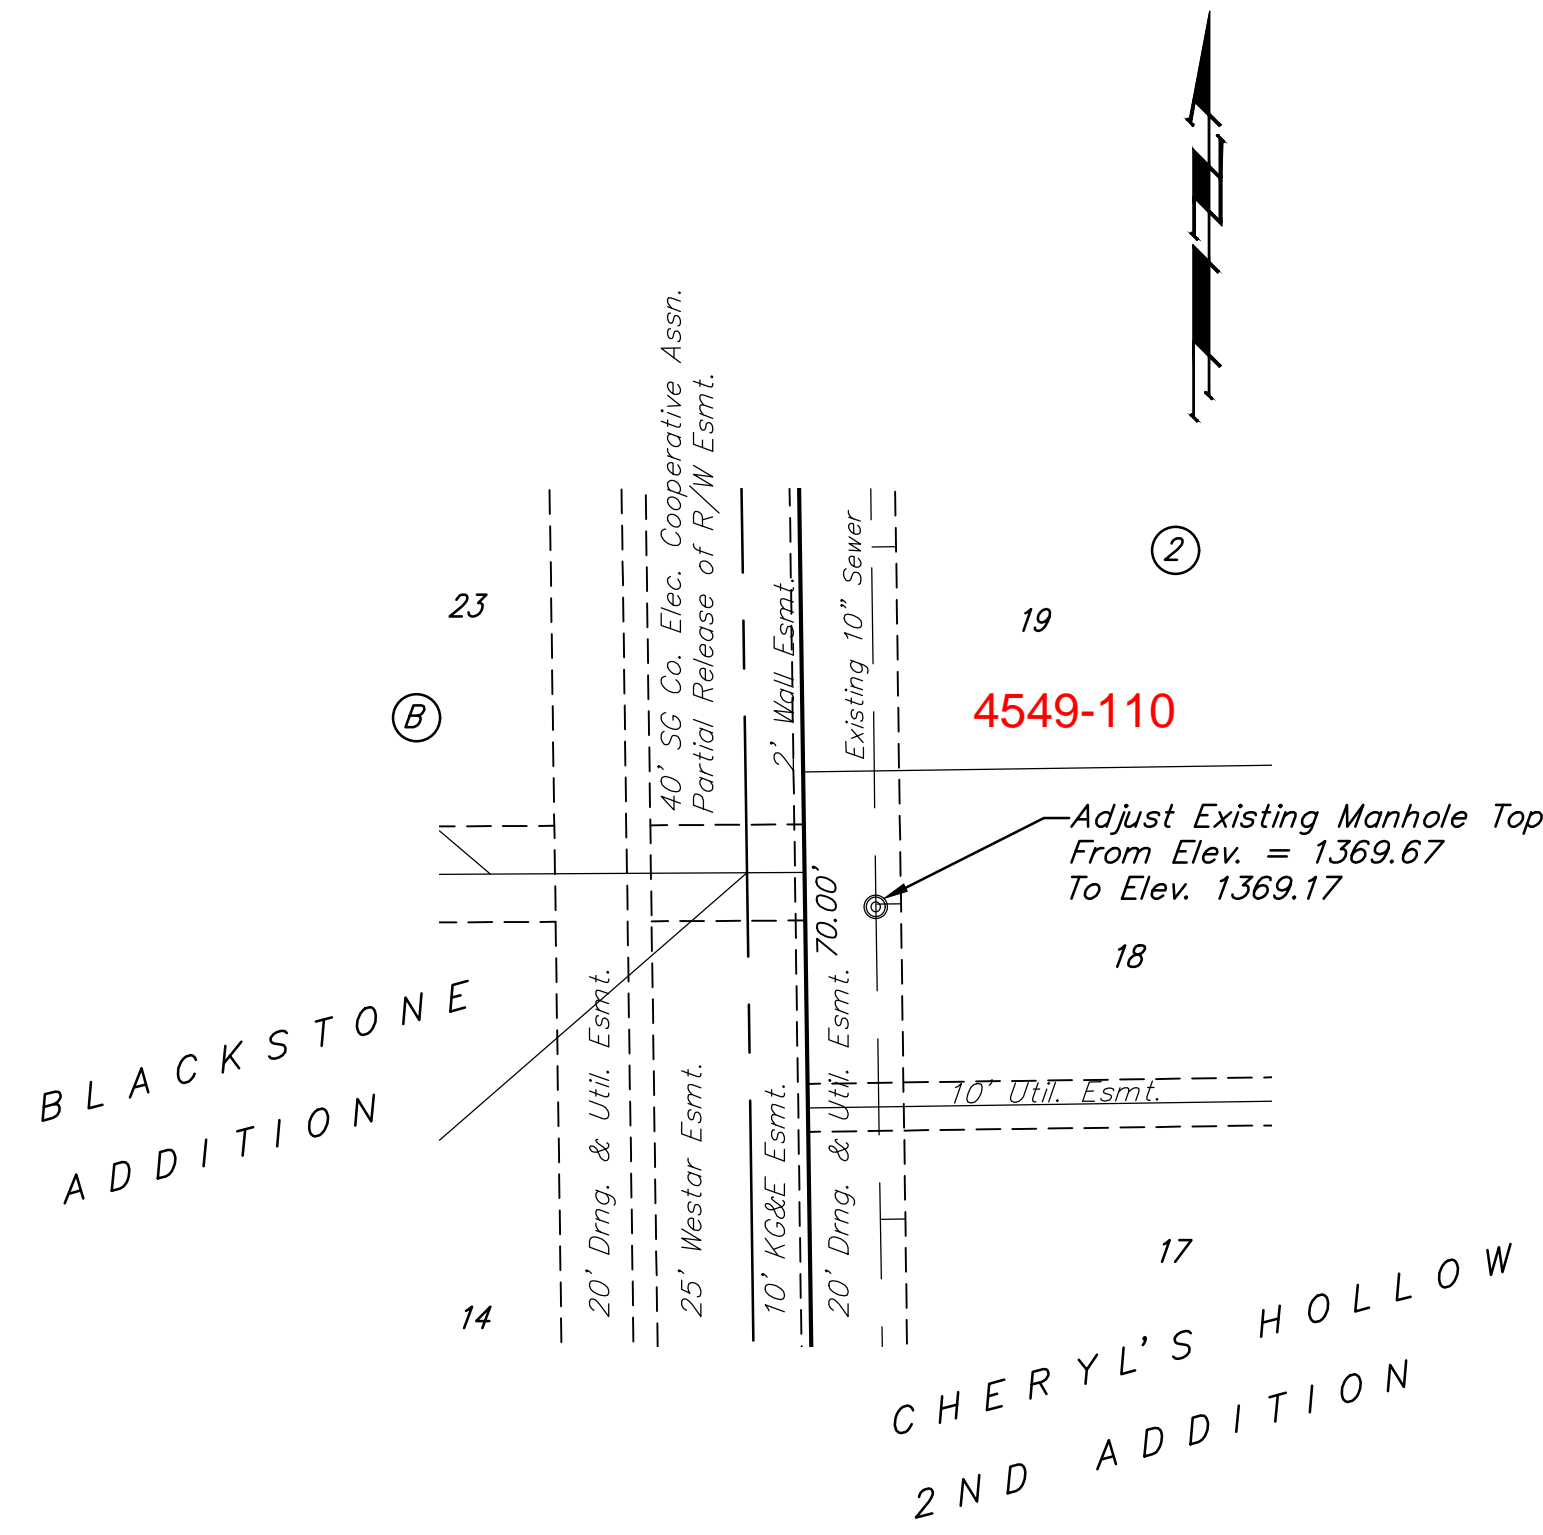 40' SG Co. Elec. Cooperative Assn.
Partial Release of R/W Esmt.
2' Wall Esmt.
Existing 10" Sewer
2
23
19
B
4549-110
Adjust Existing Manhole Top
From Elev. = 1369.67
To Elev. 1369.17
70.00'
18
BLACKSTONE
ADDITION
20' Drng. & Util. Esmt.
25' Westar Esmt.
10' KG&E Esmt.
20' Drng. & Util. Esmt.
10' Util. Esmt.
14
17
CHERYL'S HOLLOW
2ND ADDITION